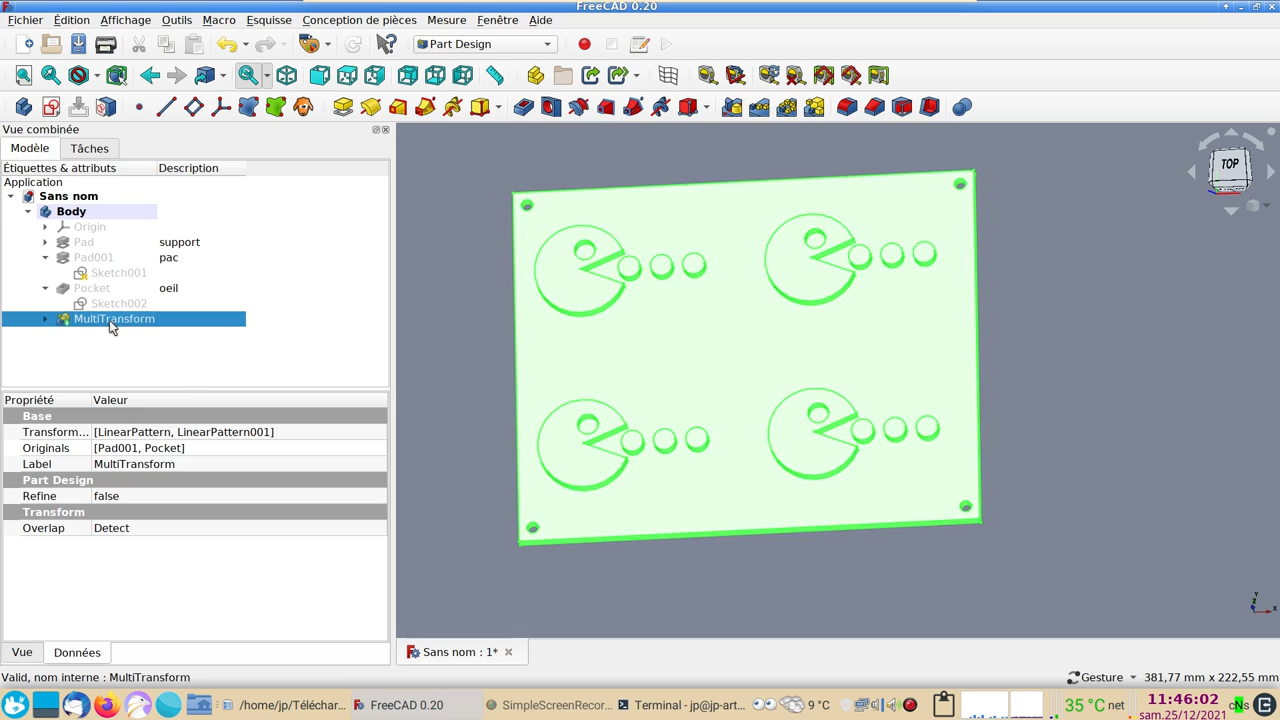 FreeCAD 0.20
Fichier Édition Affichage Outils Macro Esquisse Conception de pièces Mesure Fenêtre Aide
Part Design
Vue combinée
Modèle Tâches
Étiquettes & attributs Description
Application
Sans nom
Body
Origin
Pad support
Pad001 pac
Sketch001
Pocket oeil
Sketch002
MultiTransform
TOP
Propriété Valeur
Base
Transform... [LinearPattern, LinearPattern001]
Originals [Pad001, Pocket]
Label MultiTransform
Part Design
Refine false
Transform
Overlap Detect
Y
Z
X
Vue Données
Sans nom : 1*
Valid, nom interne : MultiTransform
Gesture 381,77 mm x 222,55 mm
/home/jp/Téléchar... FreeCAD 0.20 SimpleScreenRecor... Terminal - jp@jp-art... 9 °C 35 °C net 11:46:02 cNs
sam.25/12/2021